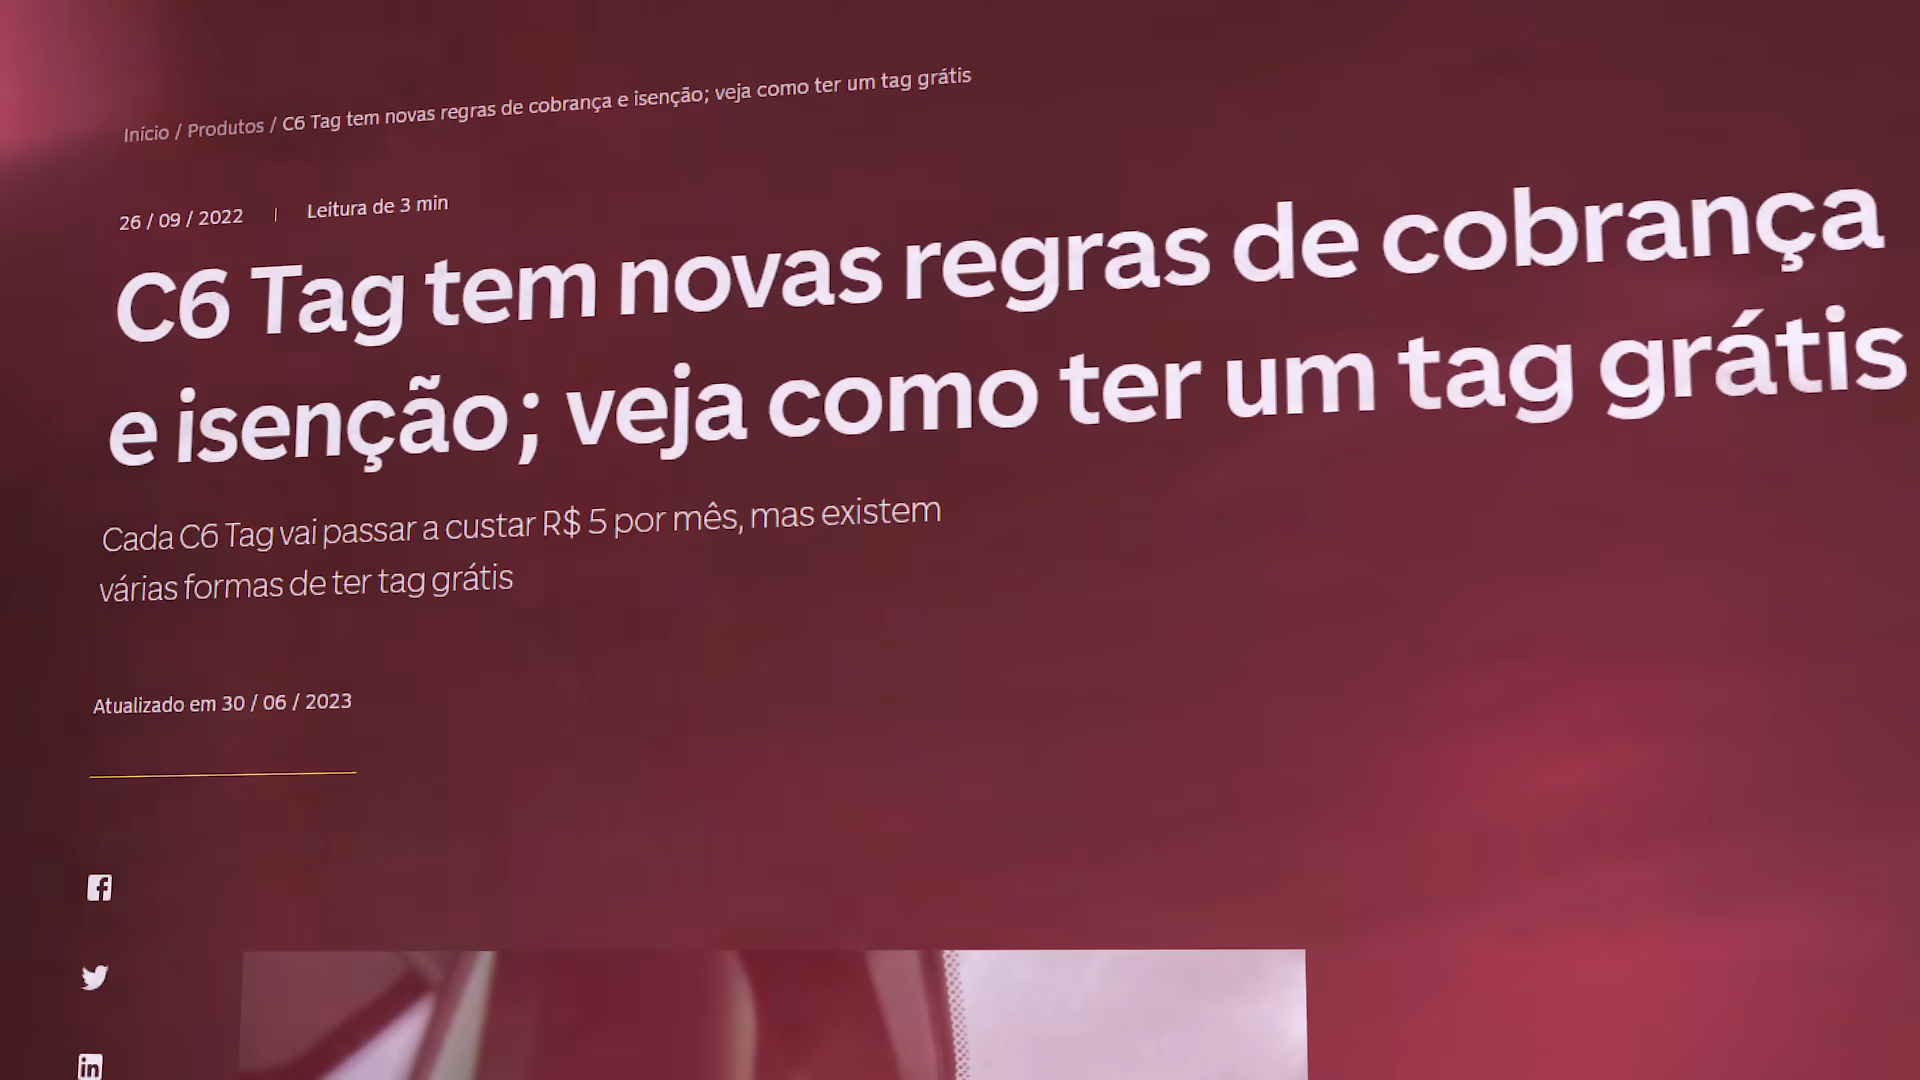 Início / Produtos / C6 Tag tem novas regras de cobrança e isenção; veja como ter um tag grátis
26 / 09 / 2022 | Leitura de 3 min
C6 Tag tem novas regras de cobrança
e isenção; veja como ter um tag grátis
Cada C6 Tag vai passar a custar R$ 5 por mês, mas existem
várias formas de ter tag grátis
Atualizado em 30 / 06 / 2023